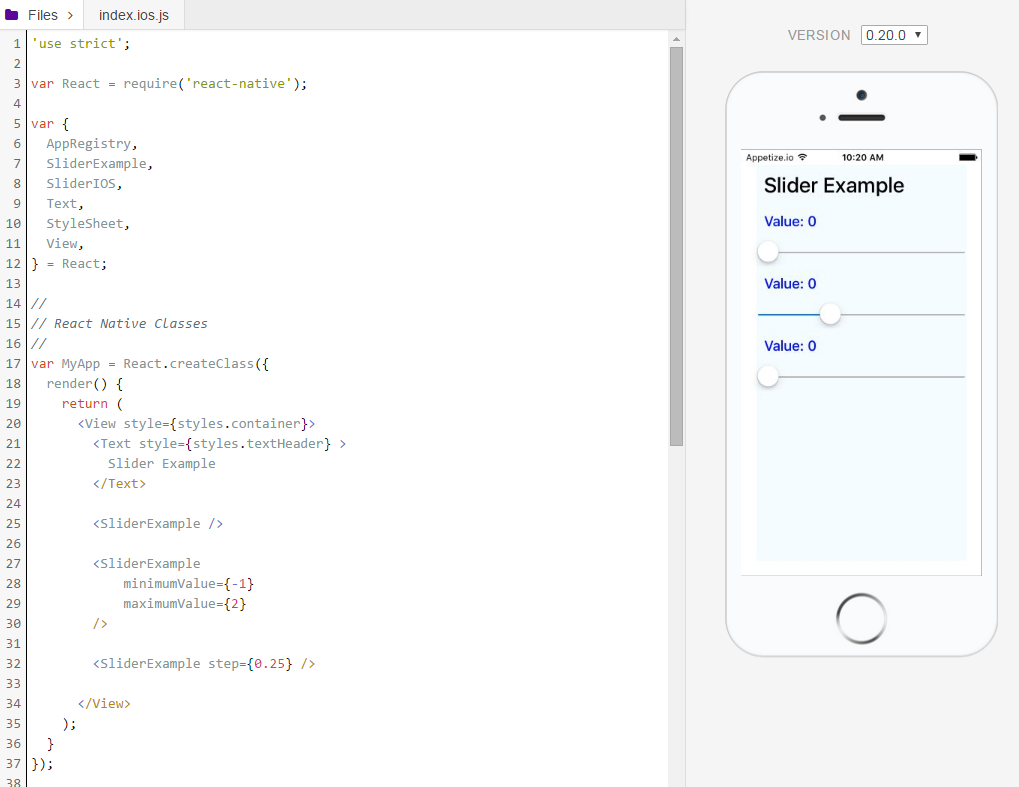 Files > index.ios.js
1 'use strict';
2
3 var React = require('react-native');
4
5 var {
6   AppRegistry,
7   SliderExample,
8   SliderIOS,
9   Text,
10   StyleSheet,
11   View,
12 } = React;
13
14 //
15 // React Native Classes
16 //
17 var MyApp = React.createClass({
18   render() {
19     return (
20       <View style={styles.container}>
21         <Text style={styles.textHeader} >
22           Slider Example
23         </Text>
24
25         <SliderExample />
26
27         <SliderExample
28             minimumValue={-1}
29             maximumValue={2}
30         />
31
32         <SliderExample step={0.25} />
33
34       </View>
35     );
36   }
37 });
38
VERSION 0.20.0 ▼
Appetize.io 10:20 AM
Slider Example
Value: 0
Value: 0
Value: 0